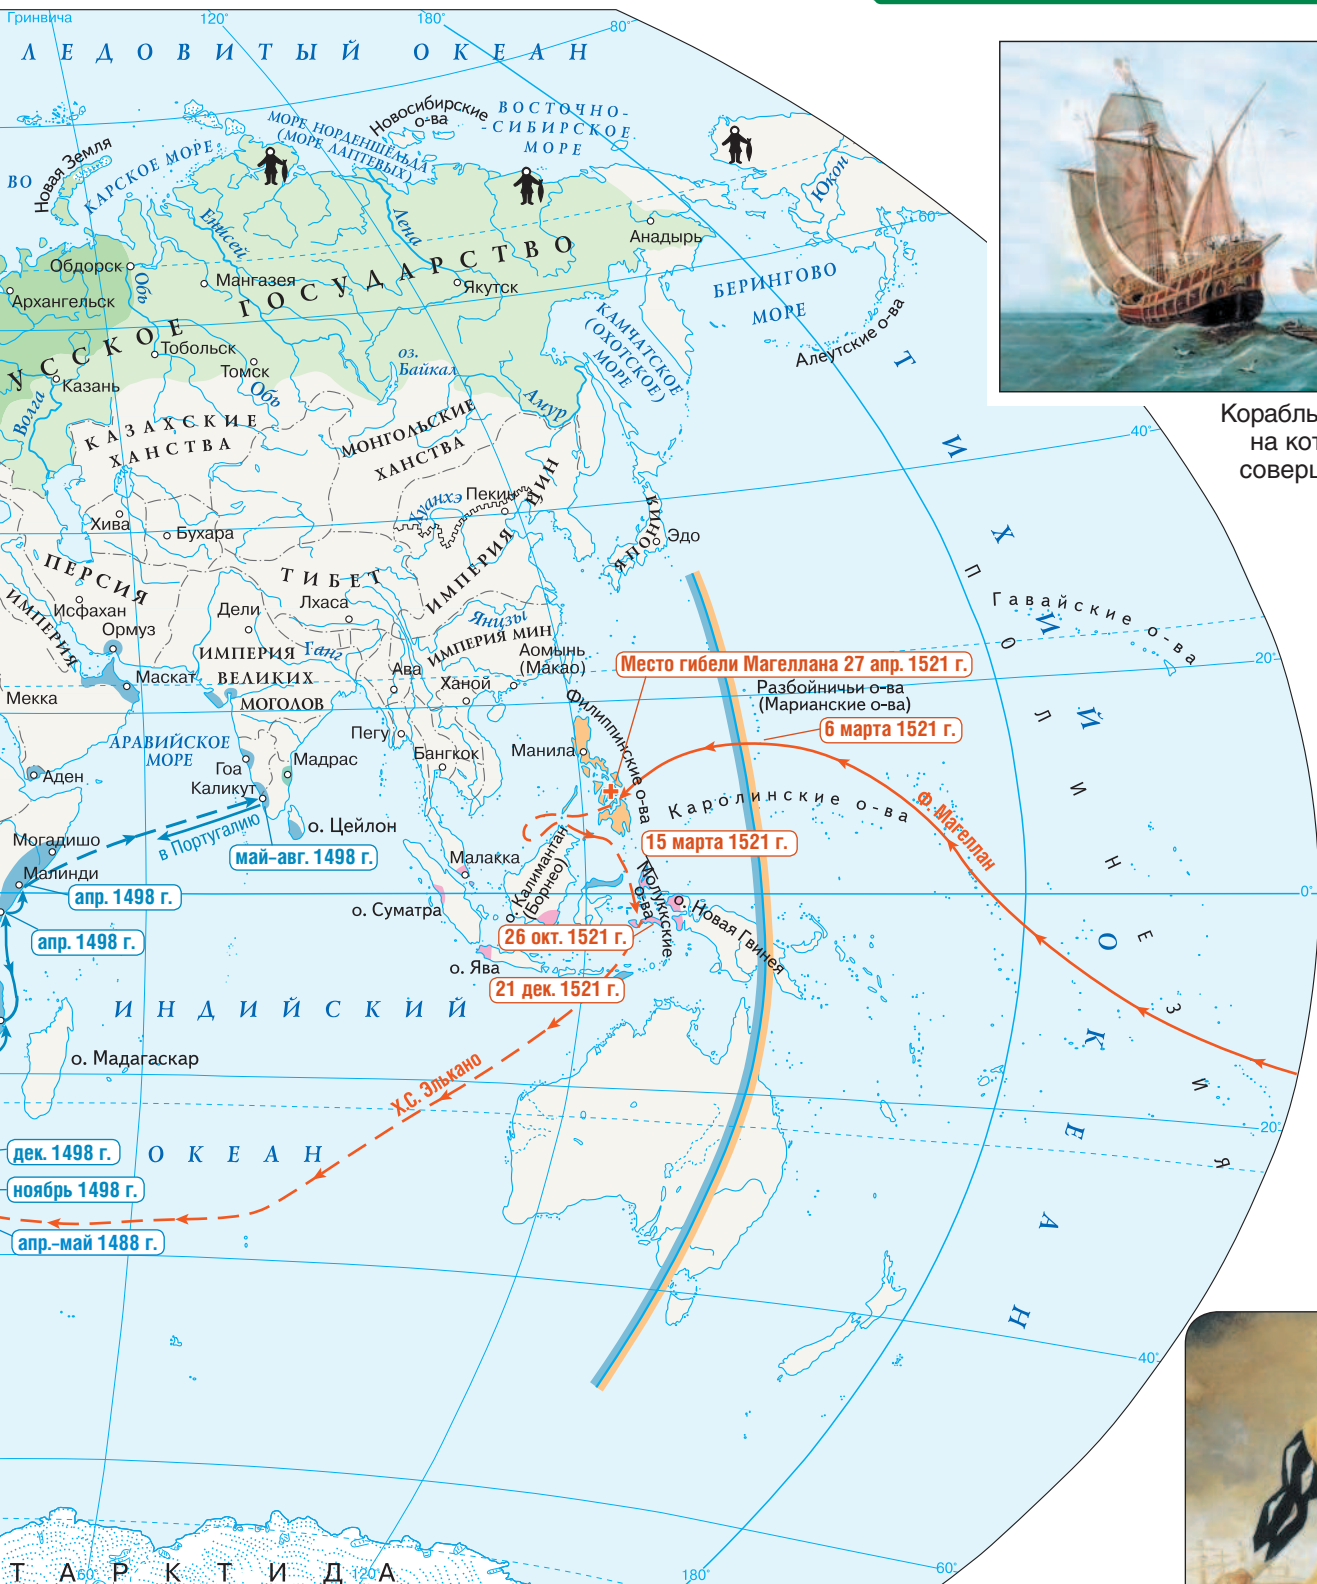 Гринвича
120°
180°
80°
ЛЕДОВИТЫЙ ОКЕАН
Новосибирские
о-ва
ВОСТОЧНО-
-СИБИРСКОЕ
МОРЕ
МОРЕ НОРДЕНШЕЛЬДА
(МОРЕ ЛАПТЕВЫХ)
Новая Земля
КАРСКОЕ МОРЕ
ВО
Юкон
60°
Енисей
Лена
Анадырь
Обдорск
Обь
Мангазея
Якутск
Архангельск
УССКОЕ ГОСУДАРСТВО
БЕРИНГОВО
МОРЕ
Алеутские о-ва
КАМЧАТСКОЕ
(ОХОТСКОЕ)
МОРЕ
Тобольск
Томск
Обь
оз.
Байкал
Казань
Волга
Амур
КАЗАХСКИЕ
ХАНСТВА
МОНГОЛЬСКИЕ
ХАНСТВА
Корабль
на кот
соверш
40°
Хуанхэ
Пекин
ИМПЕРИЯ ЦИН
Хива
Бухара
ЯПОНИЯ
Эдо
ПЕРСИЯ
ТИБЕТ
Исфахан
Ормуз
ИМПЕРИЯ
Дели
Лхаса
Янцзы
ИМПЕРИЯ МИН
Ганг
ИМПЕРИЯ
ВЕЛИКИХ
МОГОЛОВ
Аомынь
(Макао)
Ава
Ханой
Маскат
Мекка
Гавайские о-ва
20°
Место гибели Магеллана 27 апр. 1521 г.
Разбойничьи о-ва
(Марианские о-ва)
6 марта 1521 г.
Филиппинские о-ва
Пегу
Бангкок
Манила
АРАВИЙСКОЕ
МОРЕ
Гоа
Мадрас
Каликут
Аден
Каролинские о-ва
Ф. Магеллан
в Португалию
о. Цейлон
Могадишо
май–авг. 1498 г.
15 марта 1521 г.
Малинди
Малакка
о. Калимантан
(Борнео)
Молуккские
о-ва
апр. 1498 г.
0°
о. Суматра
о. Новая Гвинея
апр. 1498 г.
26 окт. 1521 г.
о. Ява
21 дек. 1521 г.
ИНДИЙСКИЙ
ОКЕАН
о. Мадагаскар
Х.С. Элькано
ТИХИЙ ОКЕАН
ПОЛИНЕЗИЯ
20°
дек. 1498 г.
ноябрь 1498 г.
апр.–май 1488 г.
40°
ТАРКТИДА
60°
120°
180°
60°